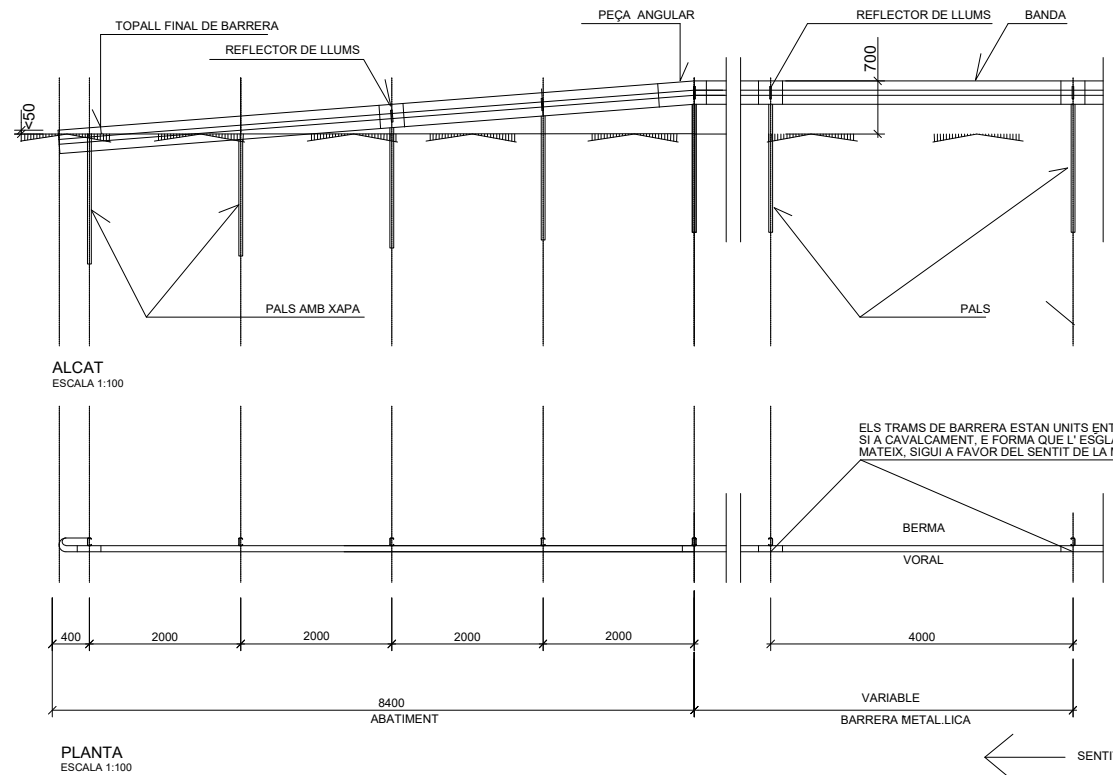 TOPALL FINAL DE BARRERA
REFLECTOR DE LLUMS
PEÇA ANGULAR
REFLECTOR DE LLUMS
BANDA
700
<50
PALS AMB XAPA
PALS
ALCAT
ESCALA 1:100
ELS TRAMS DE BARRERA ESTAN UNITS ENT
SI A CAVALCAMENT, E FORMA QUE L' ESGLA
MATEIX, SIGUI A FAVOR DEL SENTIT DE LA
BERMA
VORAL
400
2000
2000
2000
2000
4000
8400
ABATIMENT
VARIABLE
BARRERA METAL.LICA
PLANTA
ESCALA 1:100
SENTI